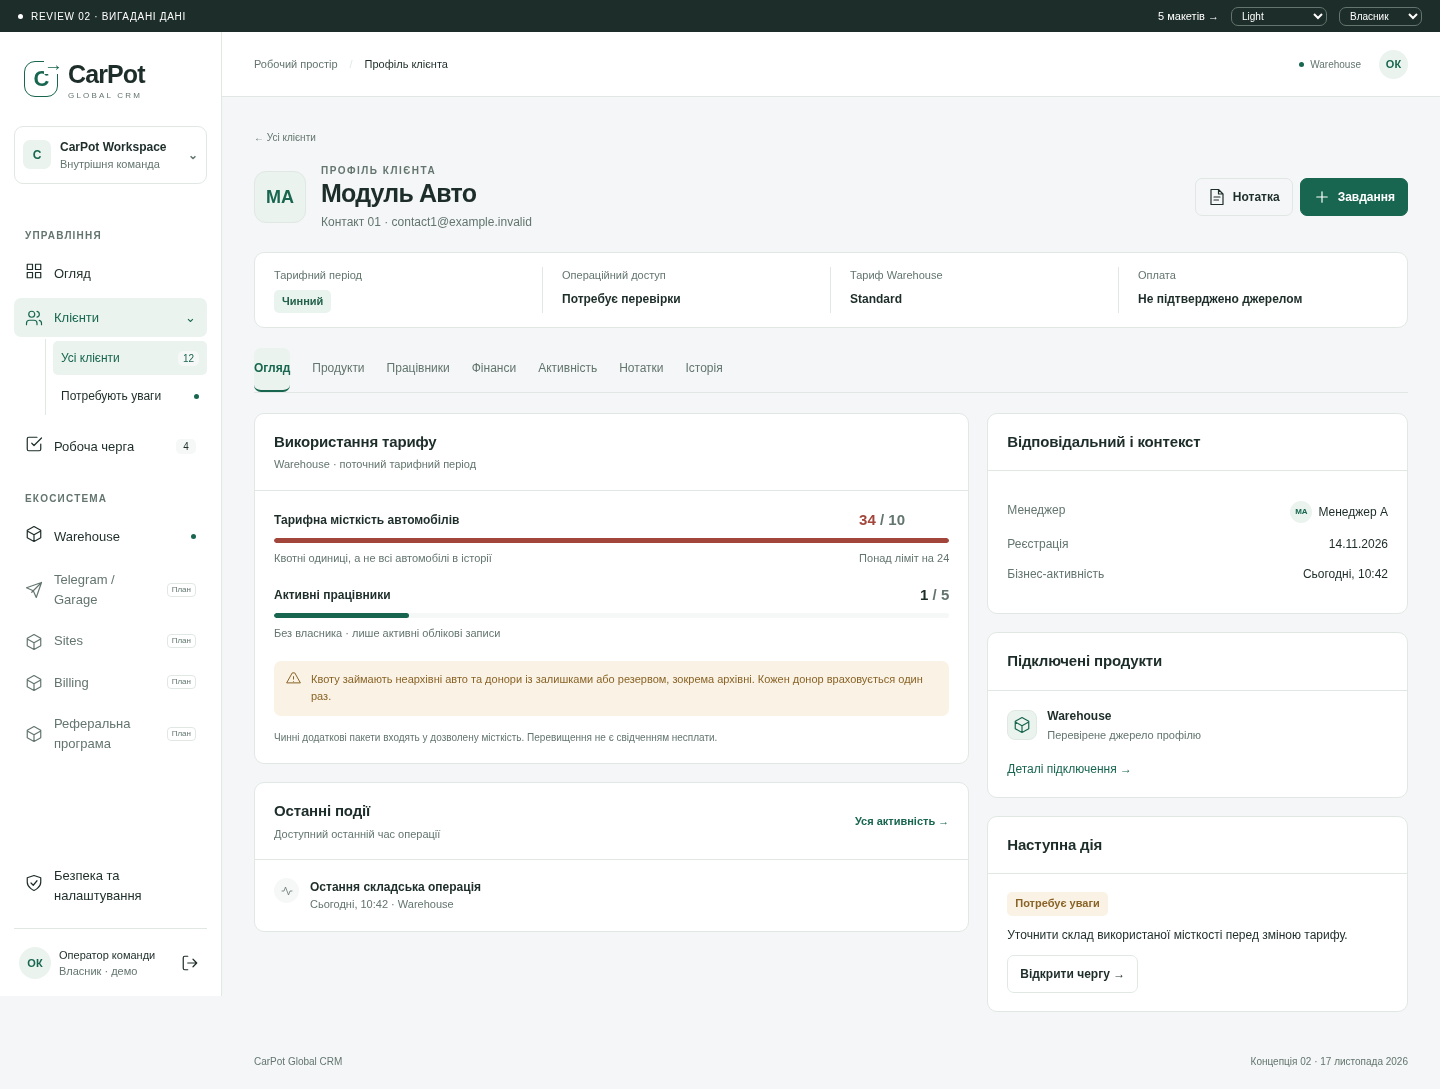 REVIEW 02 · ВИГАДАНІ ДАНІ
5 макетів →
Light
Власник
C
CarPot
GLOBAL CRM
C
CarPot Workspace
Внутрішня команда
УПРАВЛІННЯ
Огляд
Клієнти
Усі клієнти
12
Потребують уваги
Робоча черга
4
ЕКОСИСТЕМА
Warehouse
Telegram /
Garage
План
Sites
План
Billing
План
Реферальна
програма
План
Безпека та
налаштування
ОК
Оператор команди
Власник · демо
Робочий простір / Профіль клієнта
Warehouse
ОК
← Усі клієнти
МА
ПРОФІЛЬ КЛІЄНТА
Модуль Авто
Контакт 01 · contact1@example.invalid
Нотатка
Завдання
Тарифний період
Чинний
Операційний доступ
Потребує перевірки
Тариф Warehouse
Standard
Оплата
Не підтверджено джерелом
Огляд
Продукти
Працівники
Фінанси
Активність
Нотатки
Історія
Використання тарифу
Warehouse · поточний тарифний період
Тарифна місткість автомобілів
34 / 10
Квотні одиниці, а не всі автомобілі в історії
Понад ліміт на 24
Активні працівники
1 / 5
Без власника · лише активні облікові записи
Квоту займають неархівні авто та донори із залишками або резервом, зокрема архівні. Кожен донор враховується один
раз.
Чинні додаткові пакети входять у дозволену місткість. Перевищення не є свідченням несплати.
Останні події
Доступний останній час операції
Уся активність →
Остання складська операція
Сьогодні, 10:42 · Warehouse
Відповідальний і контекст
Менеджер
МА
Менеджер А
Реєстрація
14.11.2026
Бізнес-активність
Сьогодні, 10:42
Підключені продукти
Warehouse
Перевірене джерело профілю
Деталі підключення →
Наступна дія
Потребує уваги
Уточнити склад використаної місткості перед зміною тарифу.
Відкрити чергу →
CarPot Global CRM
Концепція 02 · 17 листопада 2026